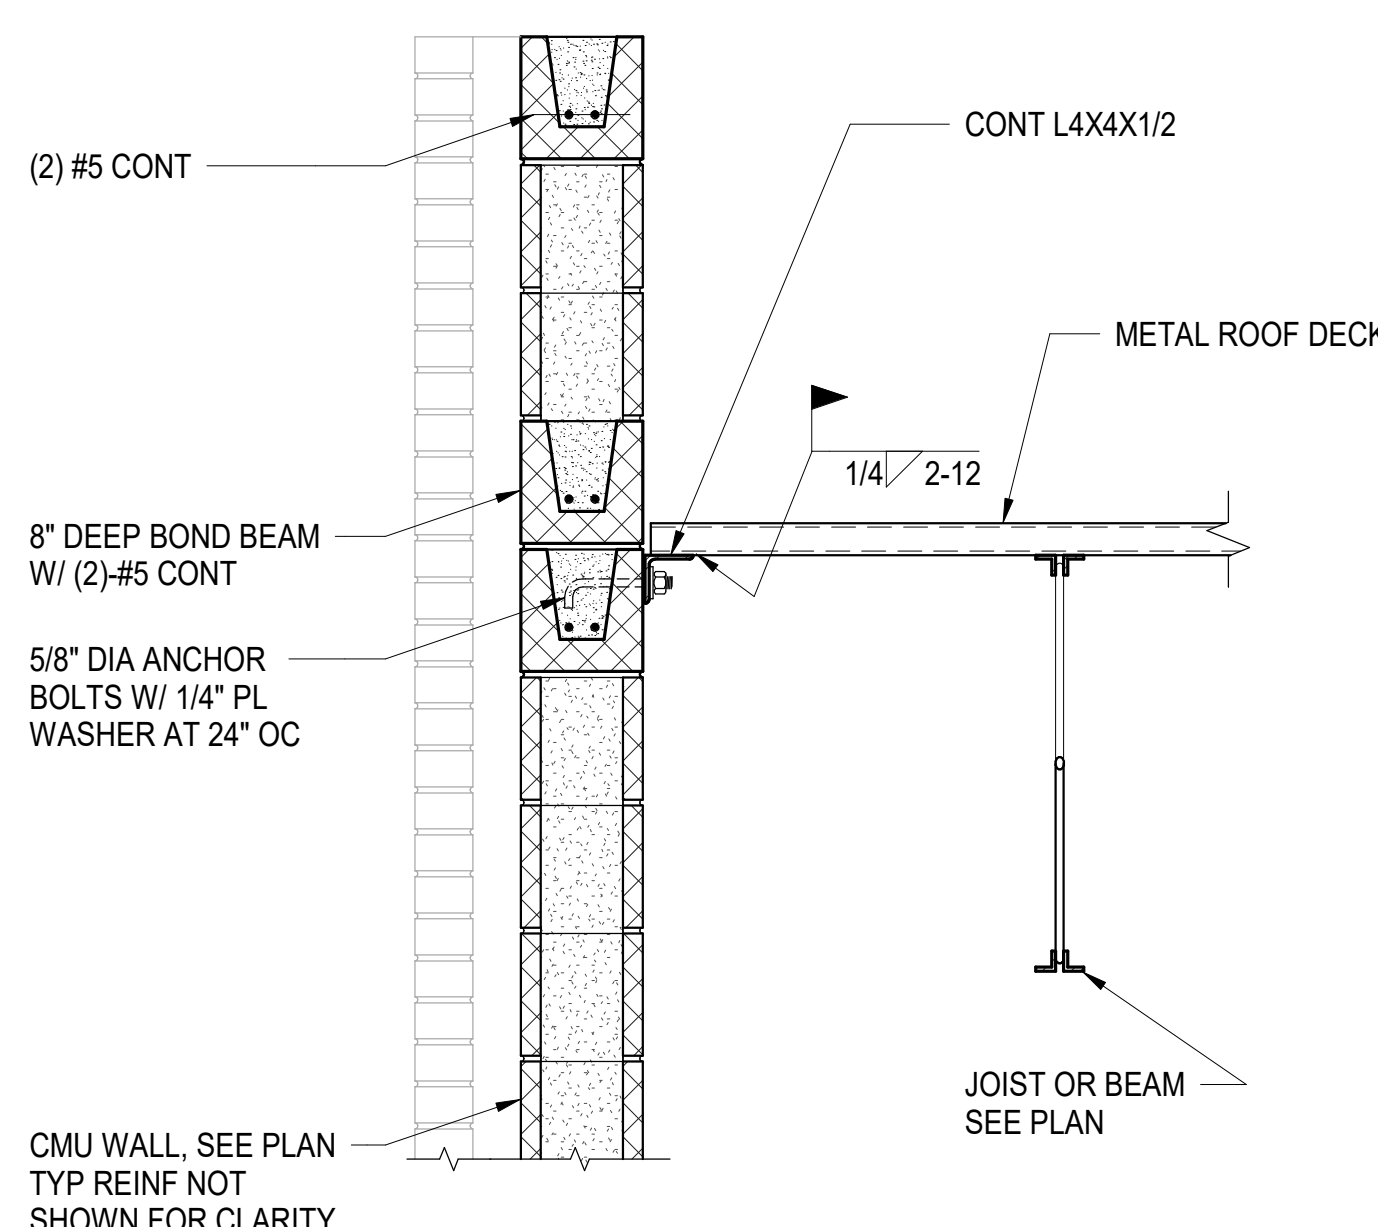 (2) #5 CONT
CONT L4X4X1/2
METAL ROOF DECK
1/4 2-12
8" DEEP BOND BEAM
W/ (2)-#5 CONT
5/8" DIA ANCHOR
BOLTS W/ 1/4" PL
WASHER AT 24" OC
JOIST OR BEAM
SEE PLAN
CMU WALL, SEE PLAN
TYP REINF NOT
SHOWN FOR CLARITY